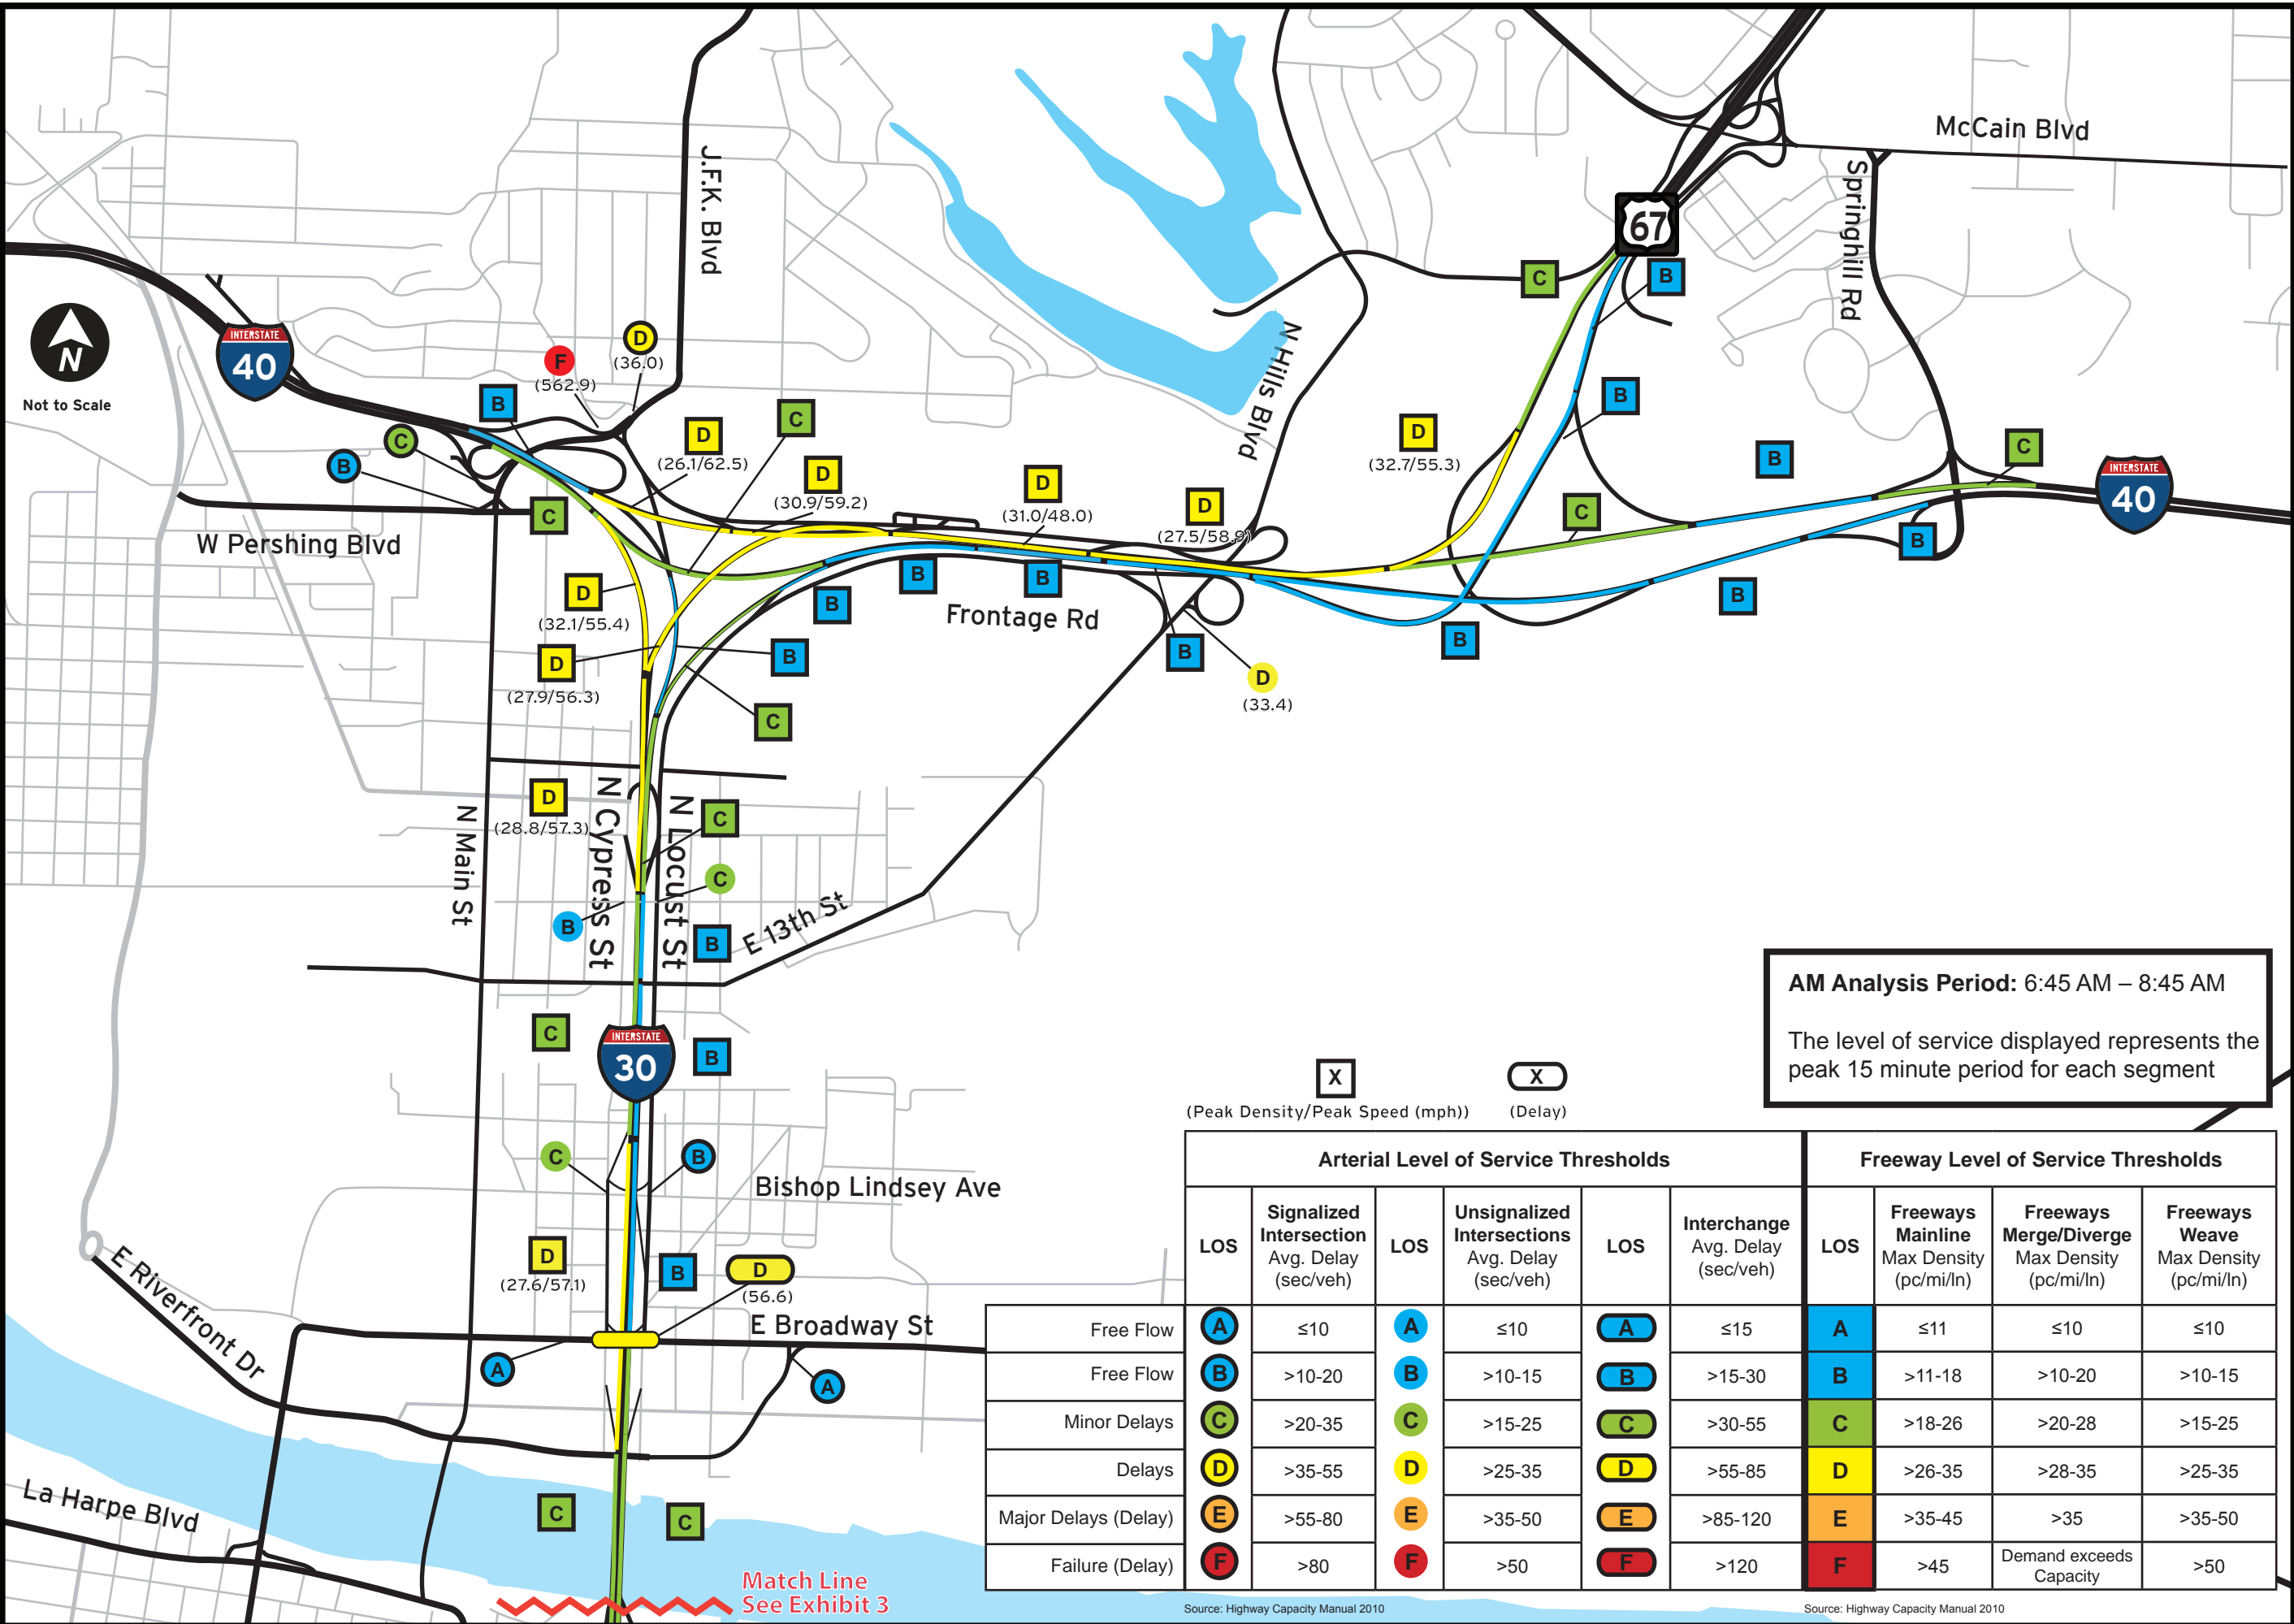 McCain Blvd
J.F.K. Blvd
Springhill Rd
67
C
B
N
Not to Scale
INTERSTATE
40
F
(562.9)
D
(36.0)
B
C
B
D
(26.1/62.5)
C
D
(30.9/59.2)
D
(31.0/48.0)
D
(27.5/58.9)
N Hills Blvd
D
(32.7/55.3)
B
B
C
INTERSTATE
40
C
C
B
W Pershing Blvd
D
(32.1/55.4)
B
B
B
Frontage Rd
B
B
B
D
(27.9/56.3)
B
C
D
(33.4)
D
(28.8/57.3)
N Main St
N Cypress St
N Locust St
C
C
B
B
E 13th St
C
INTERSTATE
30
B
C
B
Bishop Lindsey Ave
D
(27.6/57.1)
B
D
(56.6)
E Broadway St
A
A
E Riverfront Dr
La Harpe Blvd
C
C
Match Line
See Exhibit 3
AM Analysis Period: 6:45 AM – 8:45 AM
The level of service displayed represents the
peak 15 minute period for each segment
X
(Peak Density/Peak Speed (mph))
X
(Delay)
Arterial Level of Service Thresholds
Freeway Level of Service Thresholds
LOS Signalized Intersection Avg. Delay (sec/veh) LOS Unsignalized Intersections Avg. Delay (sec/veh) LOS Interchange Avg. Delay (sec/veh) LOS Freeways Mainline Max Density (pc/mi/ln) Freeways Merge/Diverge Max Density (pc/mi/ln) Freeways Weave Max Density (pc/mi/ln)
Free Flow A ≤10 A ≤10 A ≤15 A ≤11 ≤10 ≤10
Free Flow B >10-20 B >10-15 B >15-30 B >11-18 >10-20 >10-15
Minor Delays C >20-35 C >15-25 C >30-55 C >18-26 >20-28 >15-25
Delays D >35-55 D >25-35 D >55-85 D >26-35 >28-35 >25-35
Major Delays (Delay) E >55-80 E >35-50 E >85-120 E >35-45 >35 >35-50
Failure (Delay) F >80 F >50 F >120 F >45 Demand exceeds Capacity >50
Source: Highway Capacity Manual 2010
Source: Highway Capacity Manual 2010